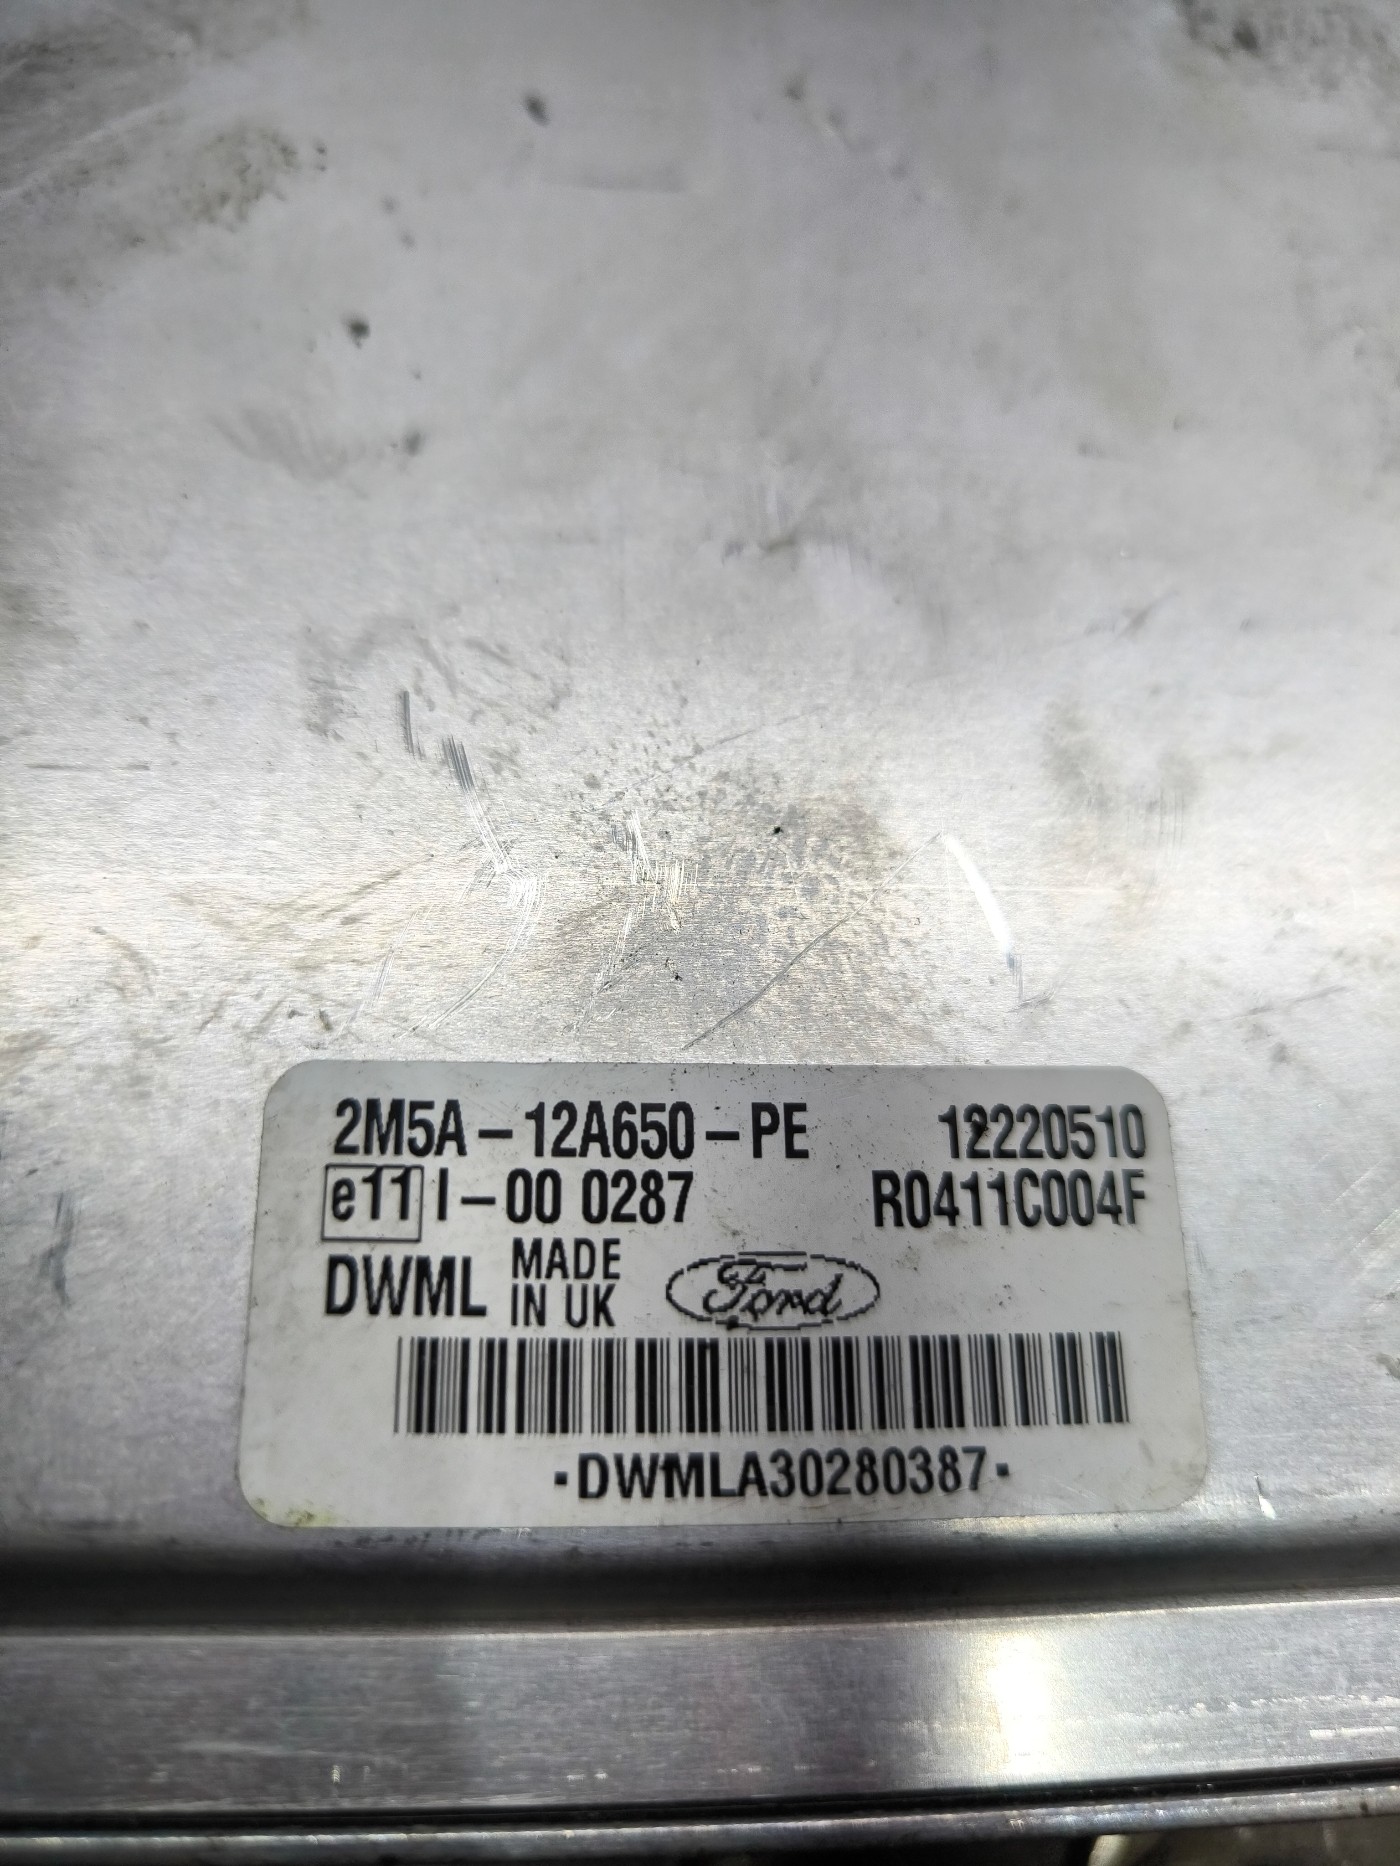 2M5A-12A650-PE 12220510
e11 I-00 0287 R0411C004F
DWML MADE IN UK Ford
-DWMLA30280387-